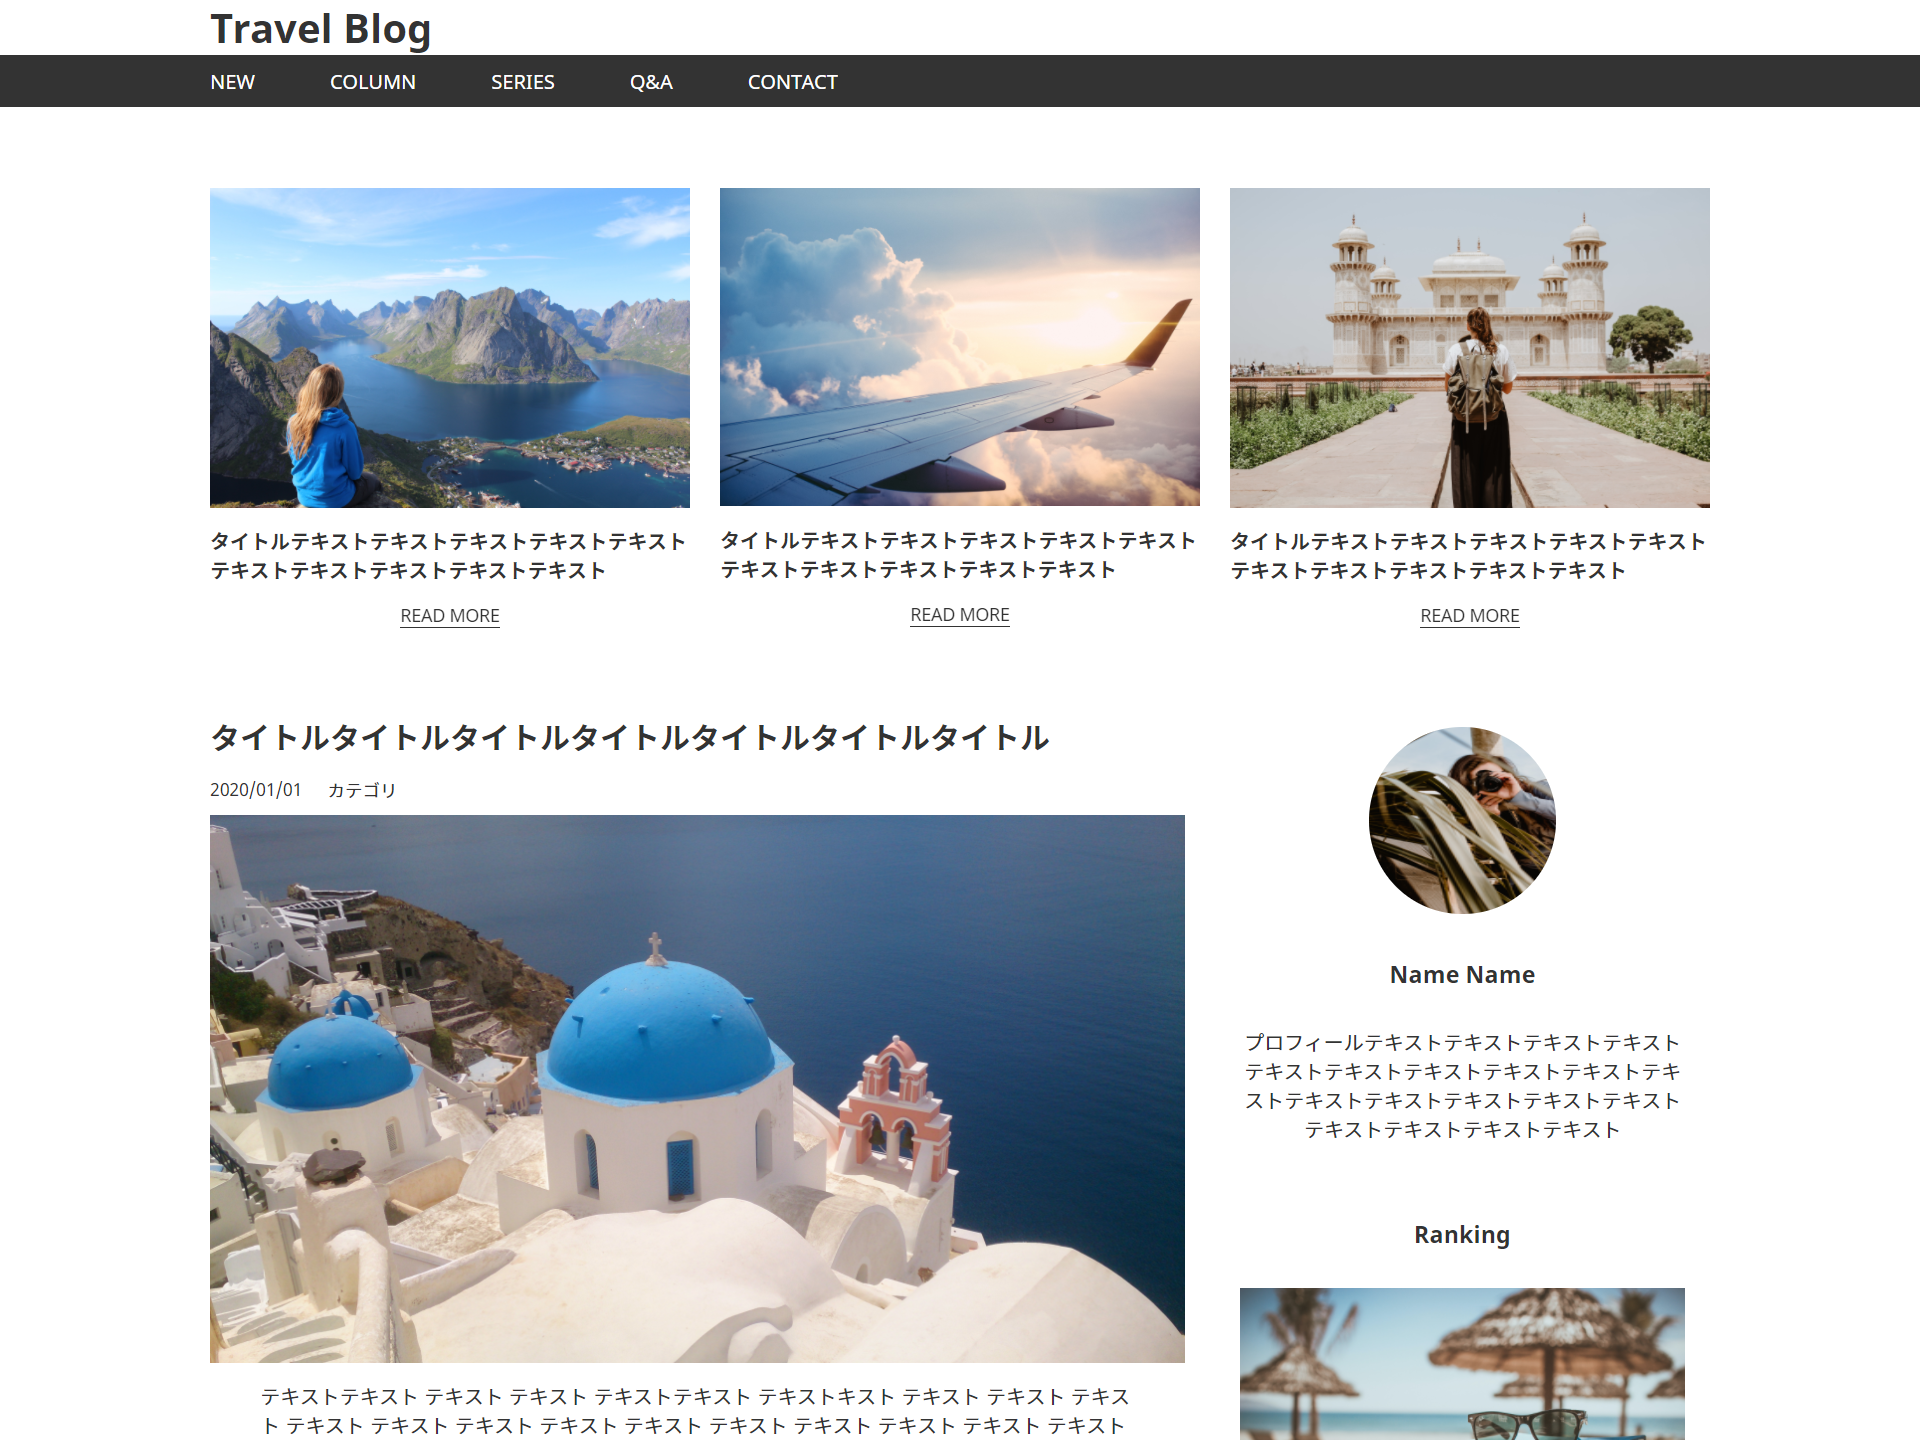 Travel Blog
NEW
COLUMN
SERIES
Q&A
CONTACT
タイトルテキストテキストテキストテキストテキスト
テキストテキストテキストテキストテキスト
READ MORE
タイトルテキストテキストテキストテキストテキスト
テキストテキストテキストテキストテキスト
READ MORE
タイトルテキストテキストテキストテキストテキスト
テキストテキストテキストテキストテキスト
READ MORE
タイトルタイトルタイトルタイトルタイトルタイトルタイトル
2020/01/01 カテゴリ
テキストテキスト テキスト テキスト テキストテキスト テキストキスト テキスト テキスト テキス
ト テキスト テキスト テキスト テキスト テキスト テキスト テキスト テキスト テキスト テキスト
Name Name
プロフィールテキストテキストテキストテキスト
テキストテキストテキストテキストテキストテキ
ストテキストテキストテキストテキストテキスト
テキストテキストテキストテキスト
Ranking